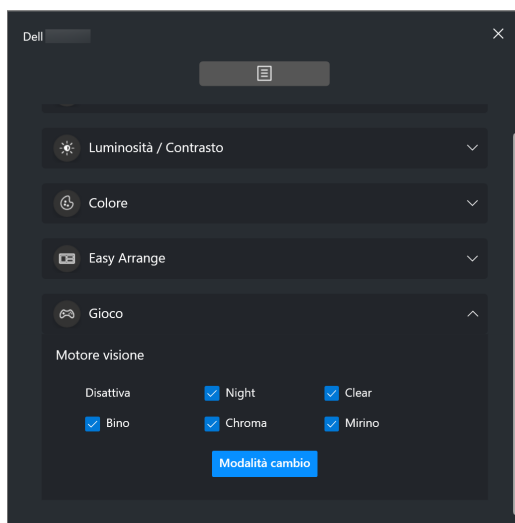 Dell
Luminosità / Contrasto
Colore
Easy Arrange
Gioco
Motore visione
Disattiva Night Clear
Bino Chroma Mirino
Modalità cambio